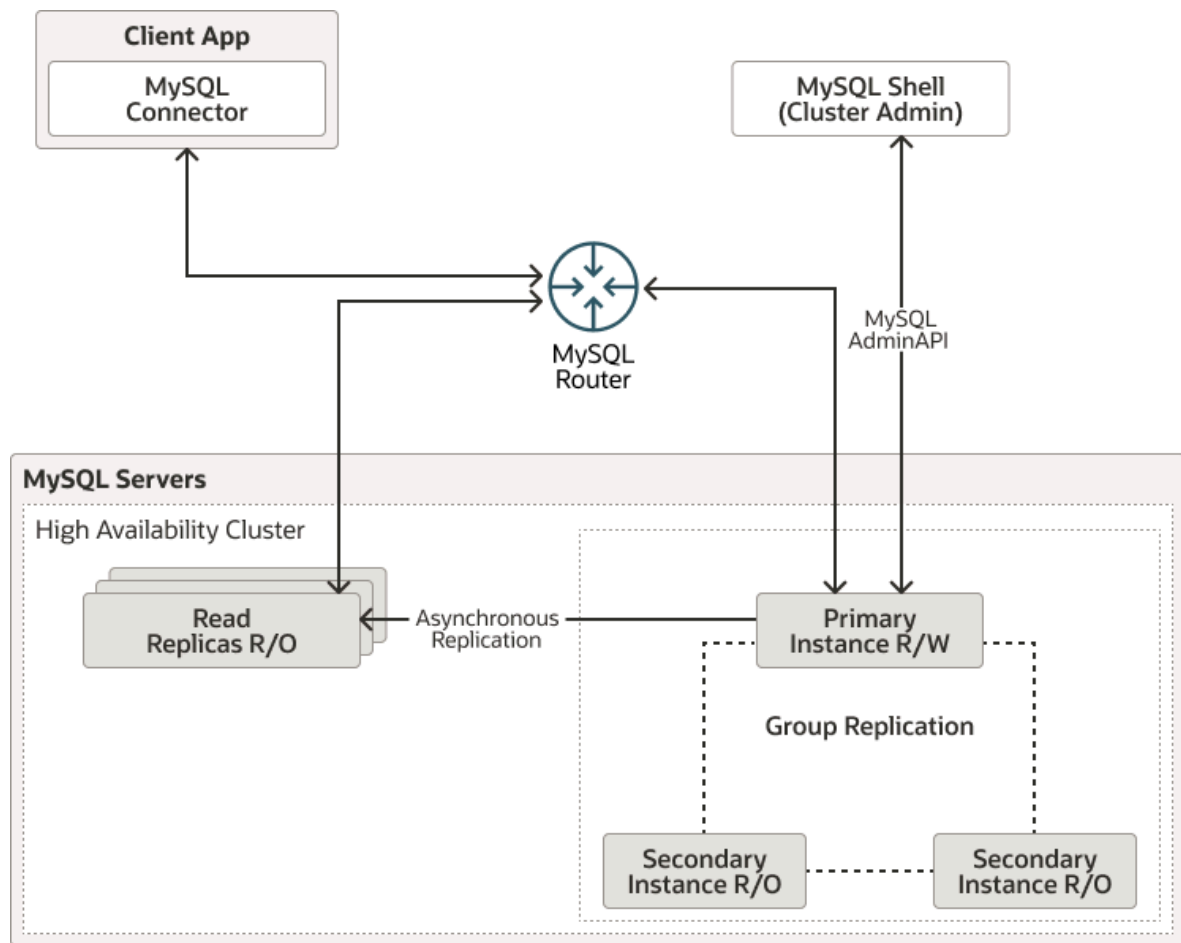 Client App
MySQL
Connector
MySQL Shell
(Cluster Admin)
MySQL
Router
MySQL
AdminAPI
MySQL Servers
High Availability Cluster
Read
Replicas R/O
Asynchronous
Replication
Primary
Instance R/W
Group Replication
Secondary
Instance R/O
Secondary
Instance R/O